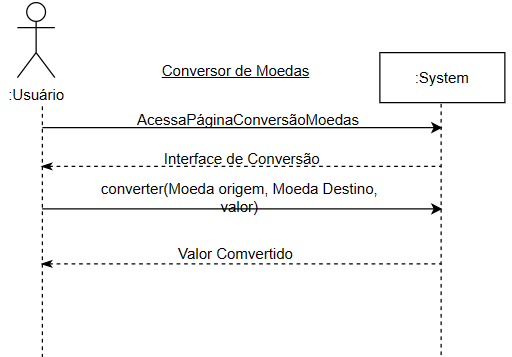 Conversor de Moedas
:System
:Usuário
AcessaPáginaConversãoMoedas
Interface de Conversão
converter(Moeda origem, Moeda Destino,
valor)
Valor Comvertido